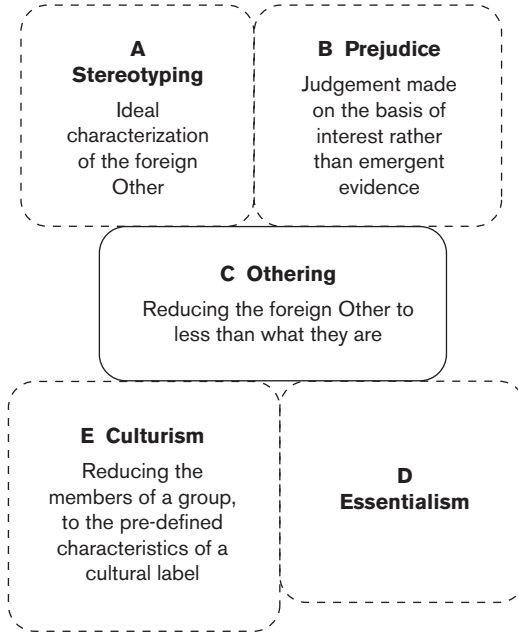 A
Stereotyping
Ideal
characterization
of the foreign
Other
B Prejudice
Judgement made
on the basis of
interest rather
than emergent
evidence
C Othering
Reducing the foreign Other to
less than what they are
E Culturism
Reducing the
members of a group,
to the pre-defined
characteristics of a
cultural label
D
Essentialism